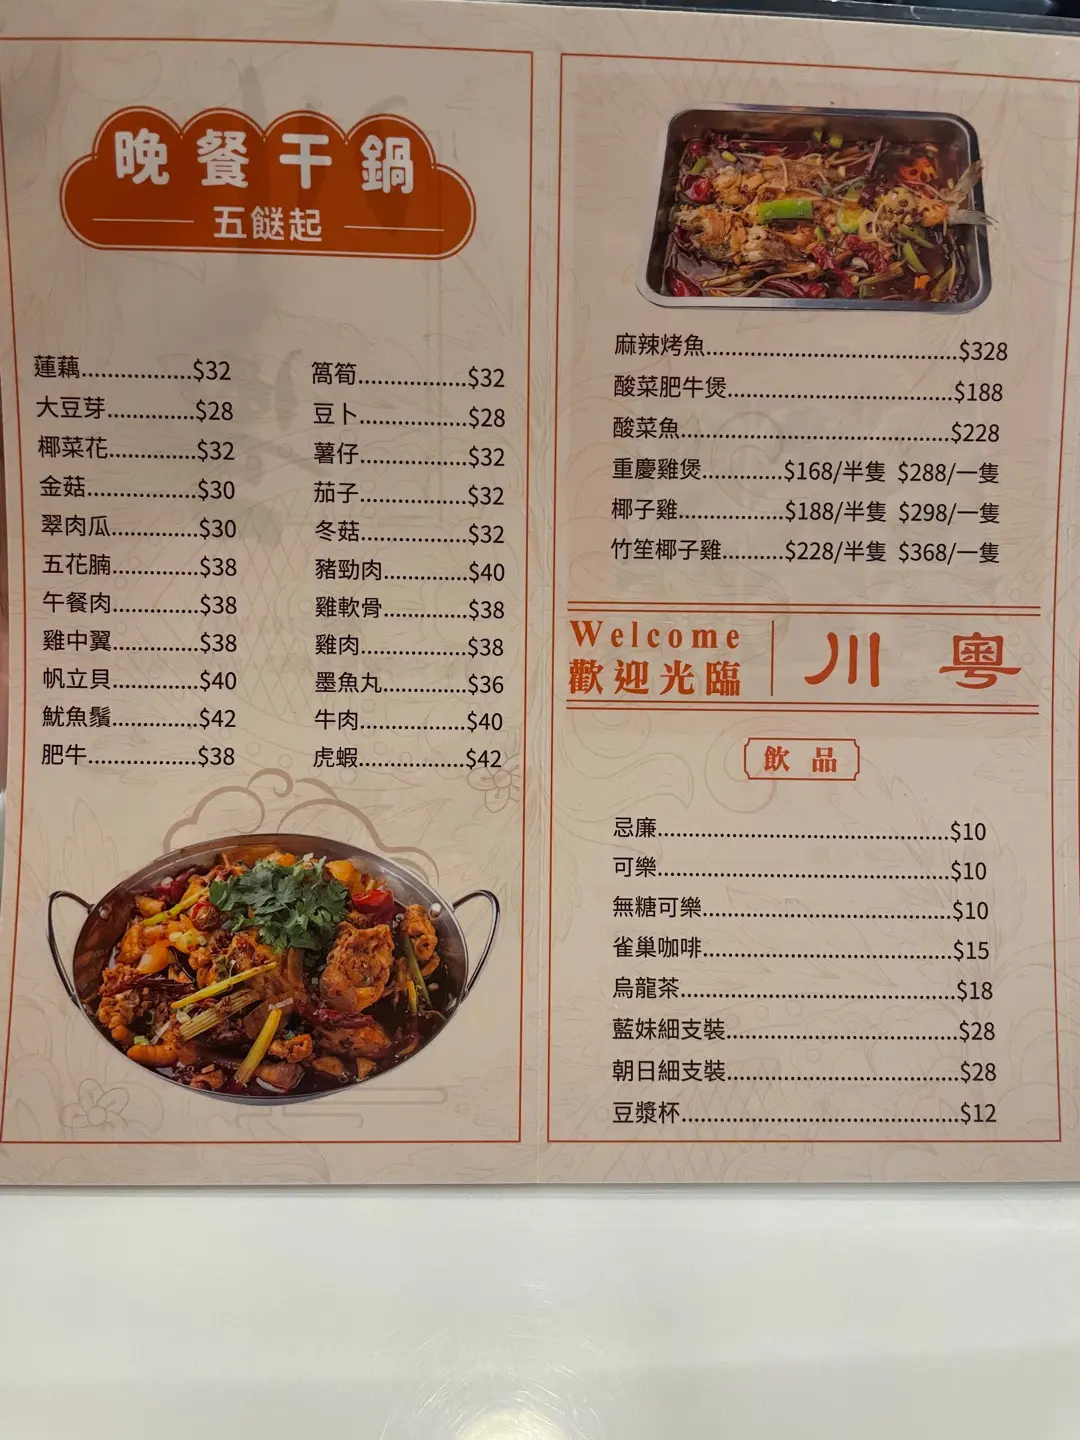 晚餐干鍋
五餸起
蓮藕................$32
大豆芽.............$28
椰菜花.............$32
金菇................$30
翠肉瓜.............$30
五花腩.............$38
午餐肉.............$38
雞中翼.............$38
帆立貝.............$40
魷魚鬚.............$42
肥牛................$38
萵筍................$32
豆卜................$28
薯仔................$32
茄子................$32
冬菇................$32
豬勁肉.............$40
雞軟骨.............$38
雞肉................$38
墨魚丸.............$36
牛肉................$40
虎蝦................$42
麻辣烤魚.....................................$328
酸菜肥牛煲.................................$188
酸菜魚........................................$228
重慶雞煲............$168/半隻 $288/一隻
椰子雞................$188/半隻 $298/一隻
竹笙椰子雞.........$228/半隻 $368/一隻
Welcome
歡迎光臨
川粵
飲品
忌廉...........................................$10
可樂...........................................$10
無糖可樂....................................$10
雀巢咖啡....................................$15
烏龍茶........................................$18
藍妹細支裝.................................$28
朝日細支裝.................................$28
豆漿杯........................................$12